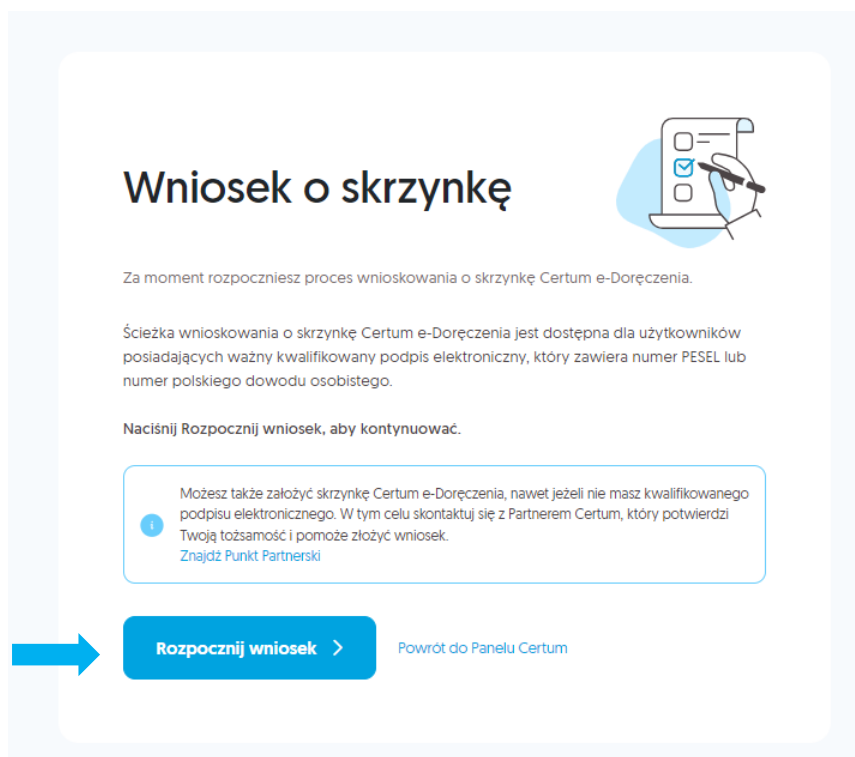 Wniosek o skrzynkę
Za moment rozpoczniesz proces wnioskowania o skrzynkę Certum e-Doręczenia.
Ścieżka wnioskowania o skrzynkę Certum e-Doręczenia jest dostępna dla użytkowników
posiadających ważny kwalifikowany podpis elektroniczny, który zawiera numer PESEL lub
numer polskiego dowodu osobistego.
Naciśnij Rozpocznij wniosek, aby kontynuować.
Możesz także założyć skrzynkę Certum e-Doręczenia, nawet jeżeli nie masz kwalifikowanego
podpisu elektronicznego. W tym celu skontaktuj się z Partnerem Certum, który potwierdzi
Twoją tożsamość i pomoże złożyć wniosek.
Znajdź Punkt Partnerski
Rozpocznij wniosek
Powrót do Panelu Certum